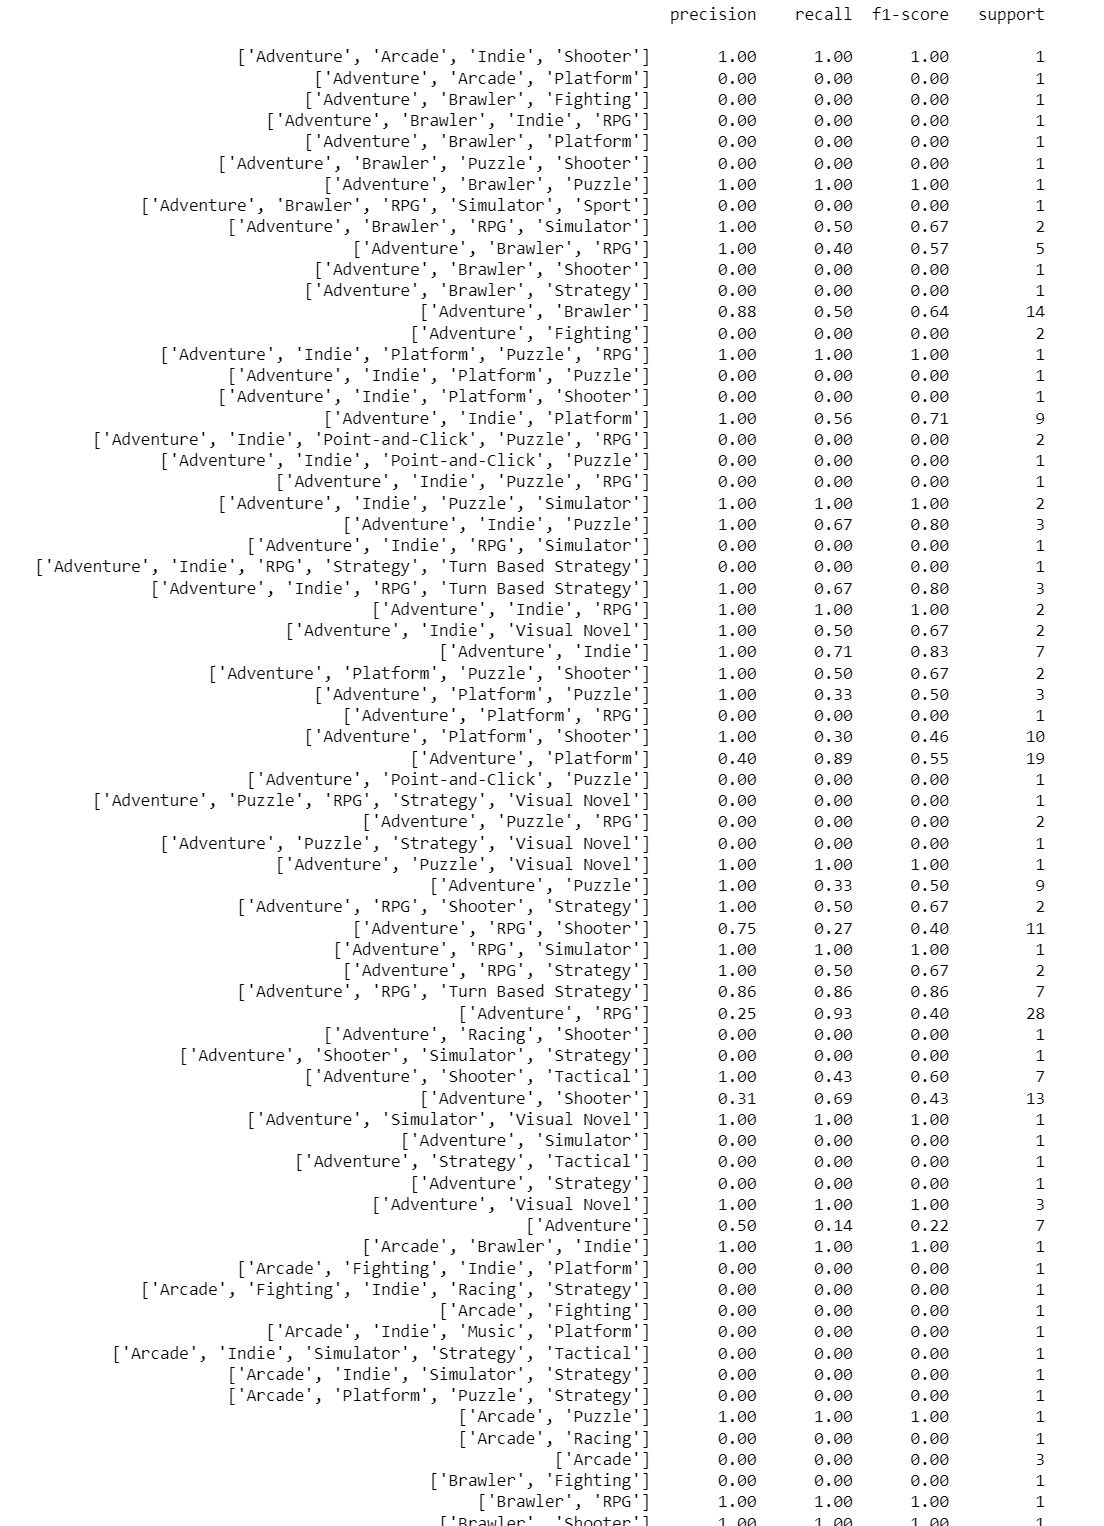 precision recall f1-score support
['Adventure', 'Arcade', 'Indie', 'Shooter'] 1.00 1.00 1.00 1
['Adventure', 'Arcade', 'Platform'] 0.00 0.00 0.00 1
['Adventure', 'Brawler', 'Fighting'] 0.00 0.00 0.00 1
['Adventure', 'Brawler', 'Indie', 'RPG'] 0.00 0.00 0.00 1
['Adventure', 'Brawler', 'Platform'] 0.00 0.00 0.00 1
['Adventure', 'Brawler', 'Puzzle', 'Shooter'] 0.00 0.00 0.00 1
['Adventure', 'Brawler', 'Puzzle'] 1.00 1.00 1.00 1
['Adventure', 'Brawler', 'RPG', 'Simulator', 'Sport'] 0.00 0.00 0.00 1
['Adventure', 'Brawler', 'RPG', 'Simulator'] 1.00 0.50 0.67 2
['Adventure', 'Brawler', 'RPG'] 1.00 0.40 0.57 5
['Adventure', 'Brawler', 'Shooter'] 0.00 0.00 0.00 1
['Adventure', 'Brawler', 'Strategy'] 0.00 0.00 0.00 1
['Adventure', 'Brawler'] 0.88 0.50 0.64 14
['Adventure', 'Fighting'] 0.00 0.00 0.00 2
['Adventure', 'Indie', 'Platform', 'Puzzle', 'RPG'] 1.00 1.00 1.00 1
['Adventure', 'Indie', 'Platform', 'Puzzle'] 0.00 0.00 0.00 1
['Adventure', 'Indie', 'Platform', 'Shooter'] 0.00 0.00 0.00 1
['Adventure', 'Indie', 'Platform'] 1.00 0.56 0.71 9
['Adventure', 'Indie', 'Point-and-Click', 'Puzzle', 'RPG'] 0.00 0.00 0.00 2
['Adventure', 'Indie', 'Point-and-Click', 'Puzzle'] 0.00 0.00 0.00 1
['Adventure', 'Indie', 'Puzzle', 'RPG'] 0.00 0.00 0.00 1
['Adventure', 'Indie', 'Puzzle', 'Simulator'] 1.00 1.00 1.00 2
['Adventure', 'Indie', 'Puzzle'] 1.00 0.67 0.80 3
['Adventure', 'Indie', 'RPG', 'Simulator'] 0.00 0.00 0.00 1
['Adventure', 'Indie', 'RPG', 'Strategy', 'Turn Based Strategy'] 0.00 0.00 0.00 1
['Adventure', 'Indie', 'RPG', 'Turn Based Strategy'] 1.00 0.67 0.80 3
['Adventure', 'Indie', 'RPG'] 1.00 1.00 1.00 2
['Adventure', 'Indie', 'Visual Novel'] 1.00 0.50 0.67 2
['Adventure', 'Indie'] 1.00 0.71 0.83 7
['Adventure', 'Platform', 'Puzzle', 'Shooter'] 1.00 0.50 0.67 2
['Adventure', 'Platform', 'Puzzle'] 1.00 0.33 0.50 3
['Adventure', 'Platform', 'RPG'] 0.00 0.00 0.00 1
['Adventure', 'Platform', 'Shooter'] 1.00 0.30 0.46 10
['Adventure', 'Platform'] 0.40 0.89 0.55 19
['Adventure', 'Point-and-Click', 'Puzzle'] 0.00 0.00 0.00 1
['Adventure', 'Puzzle', 'RPG', 'Strategy', 'Visual Novel'] 0.00 0.00 0.00 1
['Adventure', 'Puzzle', 'RPG'] 0.00 0.00 0.00 2
['Adventure', 'Puzzle', 'Strategy', 'Visual Novel'] 0.00 0.00 0.00 1
['Adventure', 'Puzzle', 'Visual Novel'] 1.00 1.00 1.00 1
['Adventure', 'Puzzle'] 1.00 0.33 0.50 9
['Adventure', 'RPG', 'Shooter', 'Strategy'] 1.00 0.50 0.67 2
['Adventure', 'RPG', 'Shooter'] 0.75 0.27 0.40 11
['Adventure', 'RPG', 'Simulator'] 1.00 1.00 1.00 1
['Adventure', 'RPG', 'Strategy'] 1.00 0.50 0.67 2
['Adventure', 'RPG', 'Turn Based Strategy'] 0.86 0.86 0.86 7
['Adventure', 'RPG'] 0.25 0.93 0.40 28
['Adventure', 'Racing', 'Shooter'] 0.00 0.00 0.00 1
['Adventure', 'Shooter', 'Simulator', 'Strategy'] 0.00 0.00 0.00 1
['Adventure', 'Shooter', 'Tactical'] 1.00 0.43 0.60 7
['Adventure', 'Shooter'] 0.31 0.69 0.43 13
['Adventure', 'Simulator', 'Visual Novel'] 1.00 1.00 1.00 1
['Adventure', 'Simulator'] 0.00 0.00 0.00 1
['Adventure', 'Strategy', 'Tactical'] 0.00 0.00 0.00 1
['Adventure', 'Strategy'] 0.00 0.00 0.00 1
['Adventure', 'Visual Novel'] 1.00 1.00 1.00 3
['Adventure'] 0.50 0.14 0.22 7
['Arcade', 'Brawler', 'Indie'] 1.00 1.00 1.00 1
['Arcade', 'Fighting', 'Indie', 'Platform'] 0.00 0.00 0.00 1
['Arcade', 'Fighting', 'Indie', 'Racing', 'Strategy'] 0.00 0.00 0.00 1
['Arcade', 'Fighting'] 0.00 0.00 0.00 1
['Arcade', 'Indie', 'Music', 'Platform'] 0.00 0.00 0.00 1
['Arcade', 'Indie', 'Simulator', 'Strategy', 'Tactical'] 0.00 0.00 0.00 1
['Arcade', 'Indie', 'Simulator', 'Strategy'] 0.00 0.00 0.00 1
['Arcade', 'Platform', 'Puzzle', 'Strategy'] 0.00 0.00 0.00 1
['Arcade', 'Puzzle'] 1.00 1.00 1.00 1
['Arcade', 'Racing'] 0.00 0.00 0.00 1
['Arcade'] 0.00 0.00 0.00 3
['Brawler', 'Fighting'] 0.00 0.00 0.00 1
['Brawler', 'RPG'] 1.00 1.00 1.00 1
['Brawler', 'Shooter'] 1.00 1.00 1.00 1